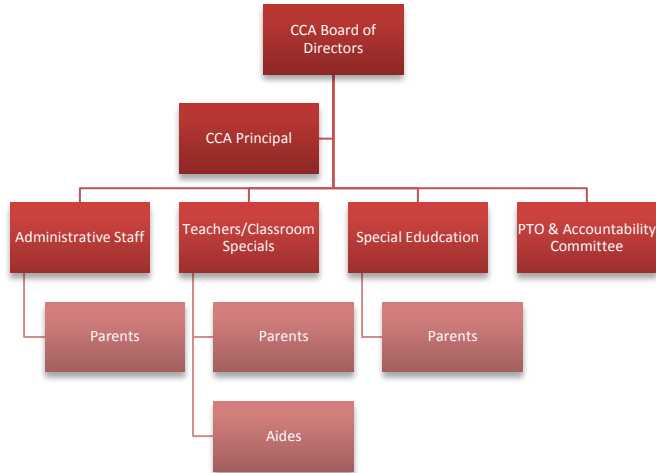 CCA Board of
Directors
CCA Principal
Administrative Staff
Teachers/Classroom
Specials
Special Edudcation
PTO & Accountability
Committee
Parents
Parents
Parents
Aides